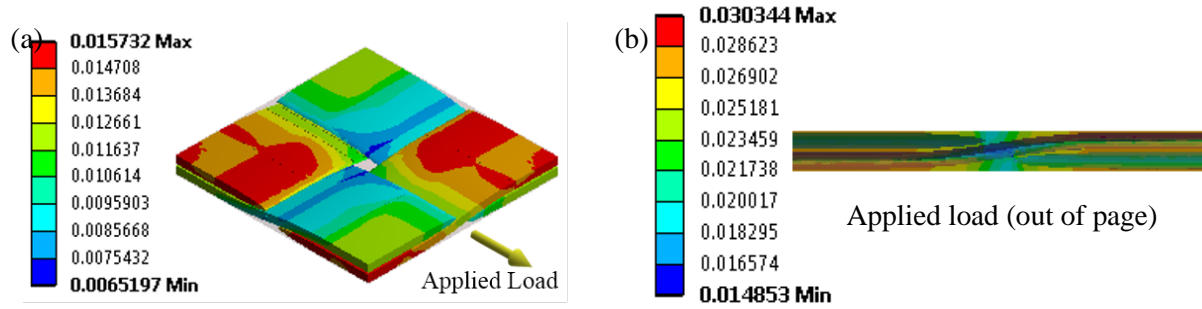 (a)
0.015732 Max
0.014708
0.013684
0.012661
0.011637
0.010614
0.0095903
0.0085668
0.0075432
0.0065197 Min
Applied Load
(b)
0.030344 Max
0.028623
0.026902
0.025181
0.023459
0.021738
0.020017
0.018295
0.016574
0.014853 Min
Applied load (out of page)